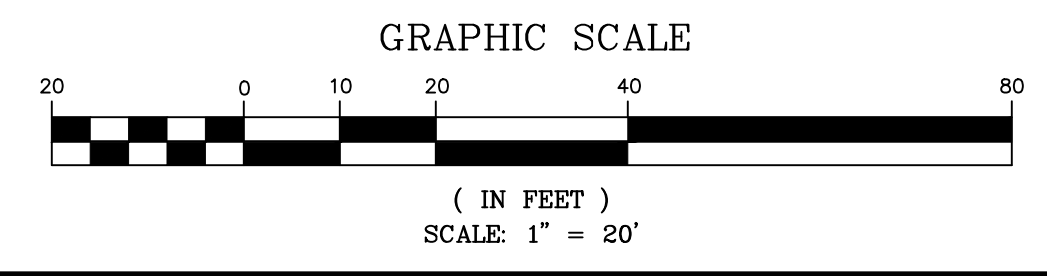 GRAPHIC SCALE
20 0 10 20 40 80
( IN FEET )
SCALE: 1" = 20'